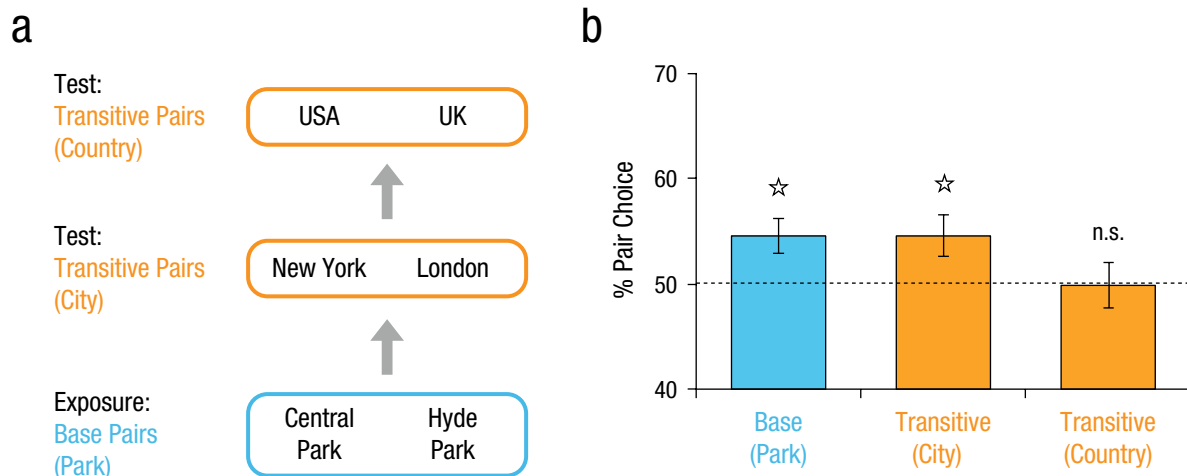 a
Test:
Transitive Pairs
(Country)
USA UK
Test:
Transitive Pairs
(City)
New York London
Exposure:
Base Pairs
(Park)
Central
Park
Hyde
Park
b
% Pair Choice
70
60
50
40
n.s.
Base
(Park)
Transitive
(City)
Transitive
(Country)